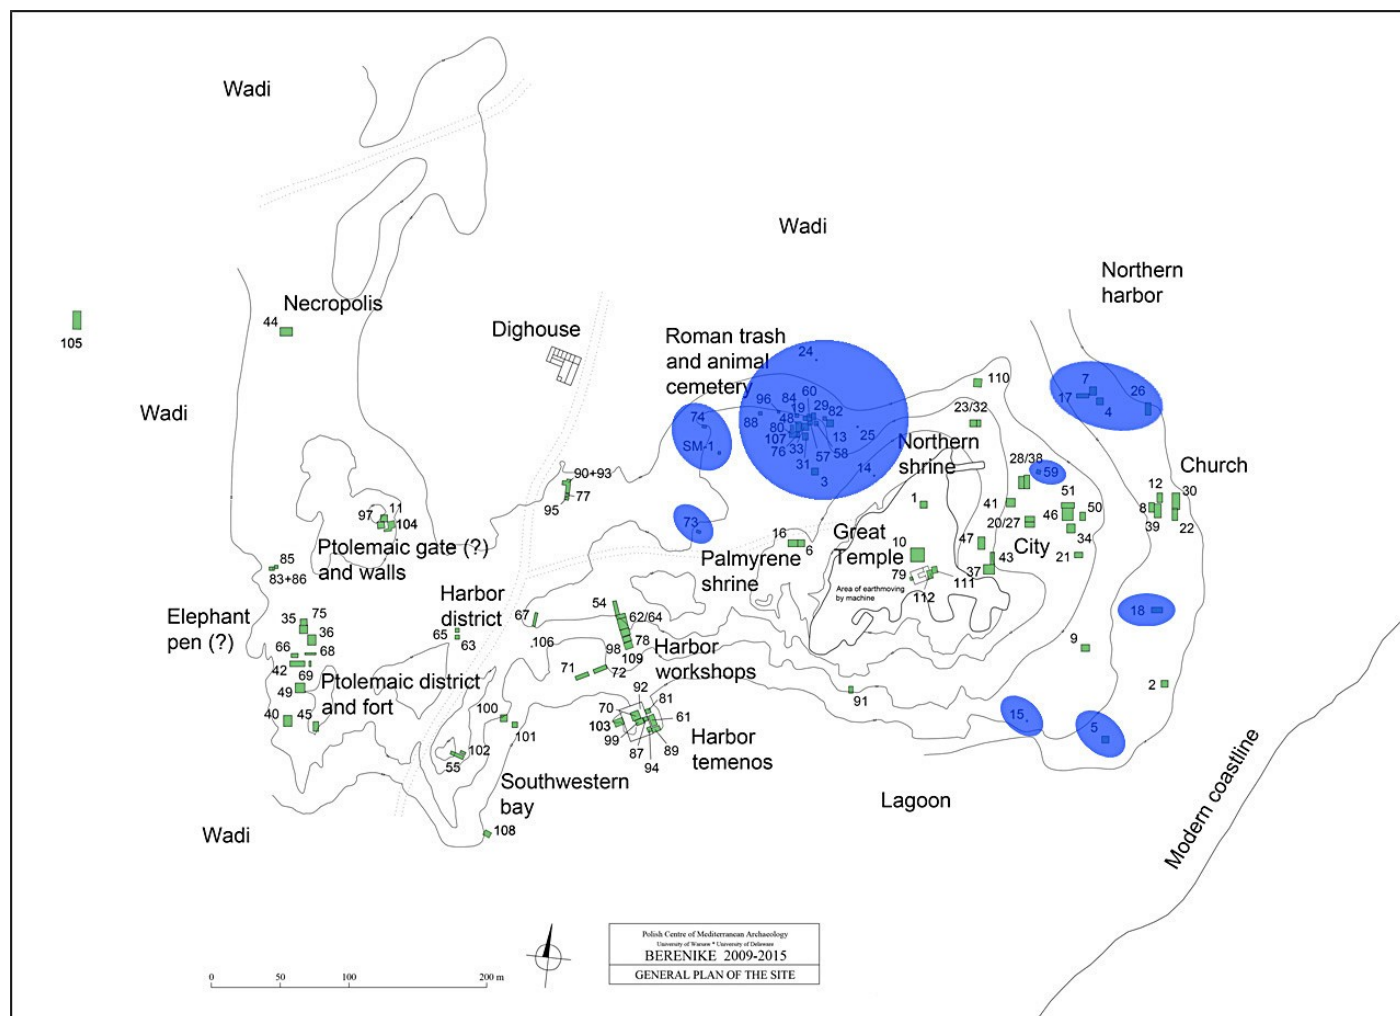 Wadi
Wadi
Northern
harbor
Necropolis
44
105
Dighouse
Roman trash
and animal
cemetery
24
110
7
26
17
4
Wadi
60
96
84
29
82
19
88
48
80
107
13
25
76
33
58
57
31
3
14
74
SM-1
23/32
Northern
shrine
28/38
59
Church
90+93
77
95
12
30
8
39
22
51
50
46
34
41
20/27
1
97
11
104
73
16
6
Great
Temple
10
47
City
21
43
37
79
111
112
Area of earthmoving
by machine
Ptolemaic gate (?)
and walls
Palmyrene
shrine
85
83+86
Harbor
district
Elephant
pen (?)
35
75
36
66
68
42
69
49
40
45
65
63
67
106
54
62/64
78
98
109
71
72
Harbor
workshops
18
9
2
Ptolemaic district
and fort
92
81
70
61
103
99
87
89
94
91
15
5
100
101
102
55
Harbor
temenos
Southwestern
bay
108
Wadi
Lagoon
Modern coastline
Polish Centre of Mediterranean Archaeology
University of Warsaw * University of Delaware
BERENIKE 2009-2015
GENERAL PLAN OF THE SITE
0 50 100 200 m